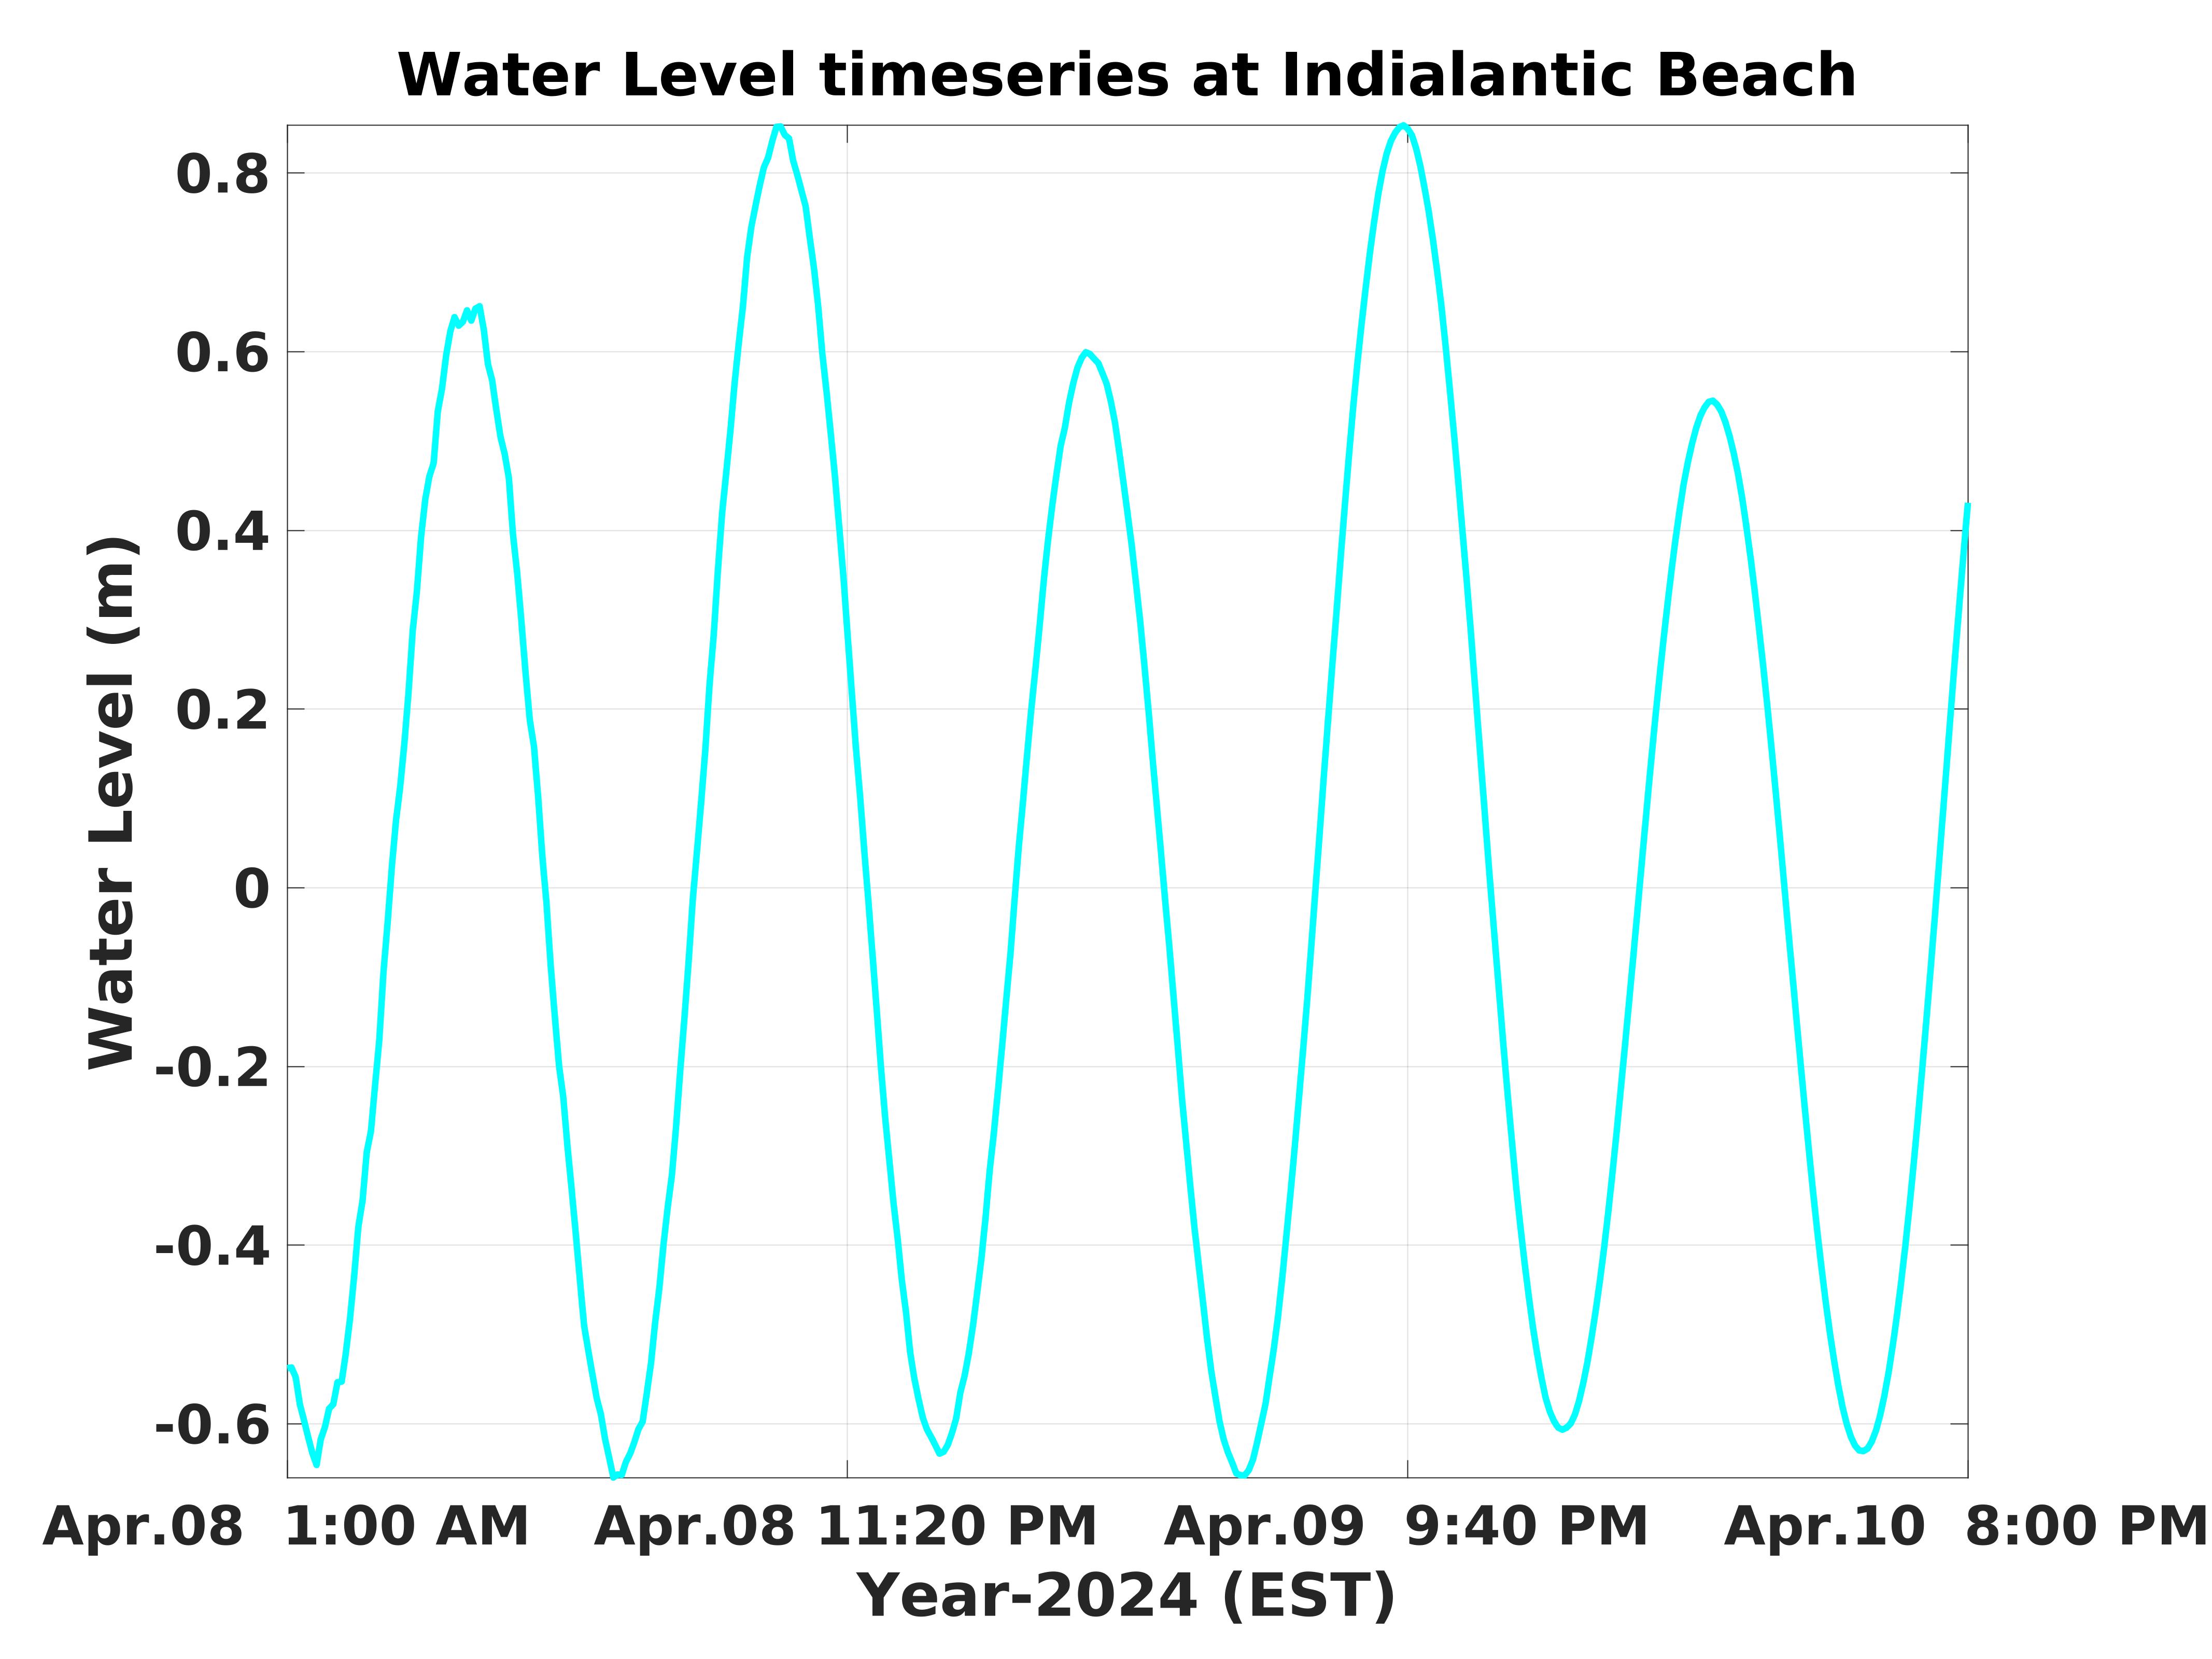 Water Level timeseries at Indialantic Beach
0.8
0.6
0.4
0.2
0
-0.2
-0.4
-0.6
Water Level (m)
Apr.08 1:00 AM Apr.08 11:20 PM Apr.09 9:40 PM Apr.10 8:00 PM
Year-2024 (EST)